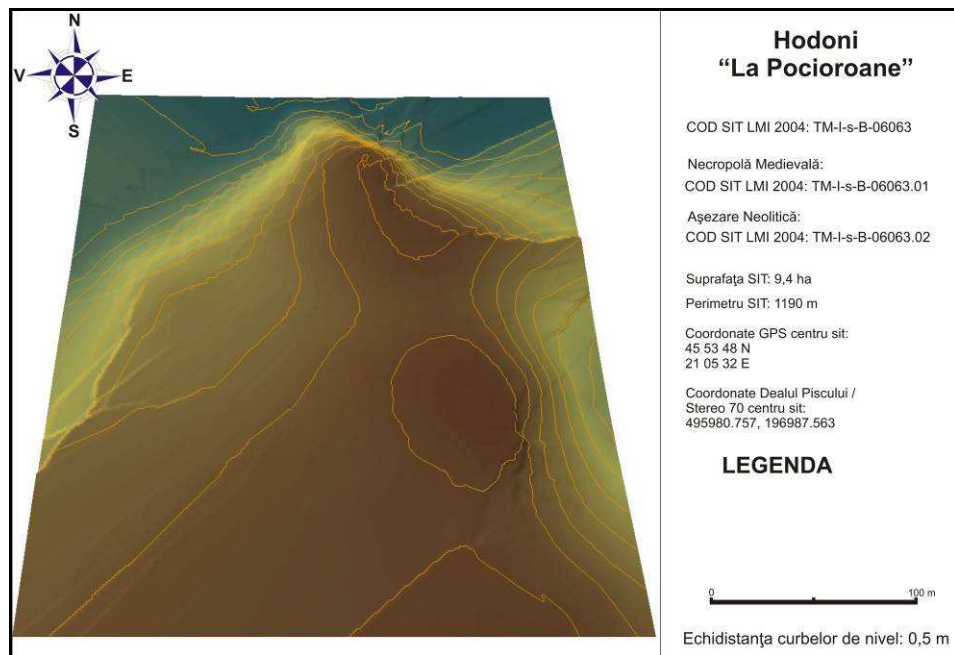 N
V
E
S
Hodoni
“La Pocioroane”
COD SIT LMI 2004: TM-I-s-B-06063
Necropolă Medievală:
COD SIT LMI 2004: TM-I-s-B-06063.01
Aşezare Neolitică:
COD SIT LMI 2004: TM-I-s-B-06063.02
Suprafaţa SIT: 9,4 ha
Perimetru SIT: 1190 m
Coordonate GPS centru sit:
45 53 48 N
21 05 32 E
Coordonate Dealul Piscului /
Stereo 70 centru sit:
495980.757, 196987.563
LEGENDA
0
100 m
Echidistanţa curbelor de nivel: 0,5 m